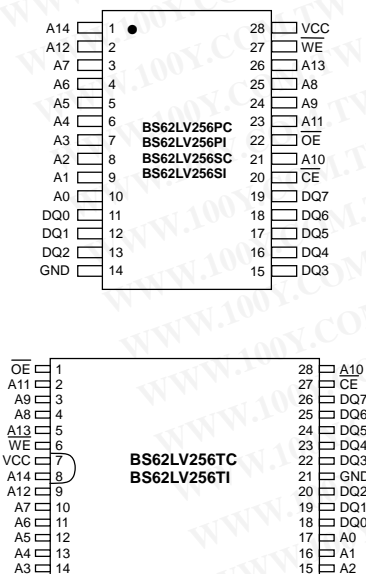 A14 1 28 VCC
A12 2 27 WE
A7 3 26 A13
A6 4 25 A8
A5 5 24 A9
A4 6 23 A11
A3 7 22 OE
A2 8 21 A10
A1 9 20 CE
A0 10 19 DQ7
DQ0 11 18 DQ6
DQ1 12 17 DQ5
DQ2 13 16 DQ4
GND 14 15 DQ3
BS62LV256PC
BS62LV256PI
BS62LV256SC
BS62LV256SI
OE 1 28 A10
A11 2 27 CE
A9 3 26 DQ7
A8 4 25 DQ6
A13 5 24 DQ5
WE 6 23 DQ4
VCC 7 22 DQ3
A14 8 21 GND
A12 9 20 DQ2
A7 10 19 DQ1
A6 11 18 DQ0
A5 12 17 A0
A4 13 16 A1
A3 14 15 A2
BS62LV256TC
BS62LV256TI